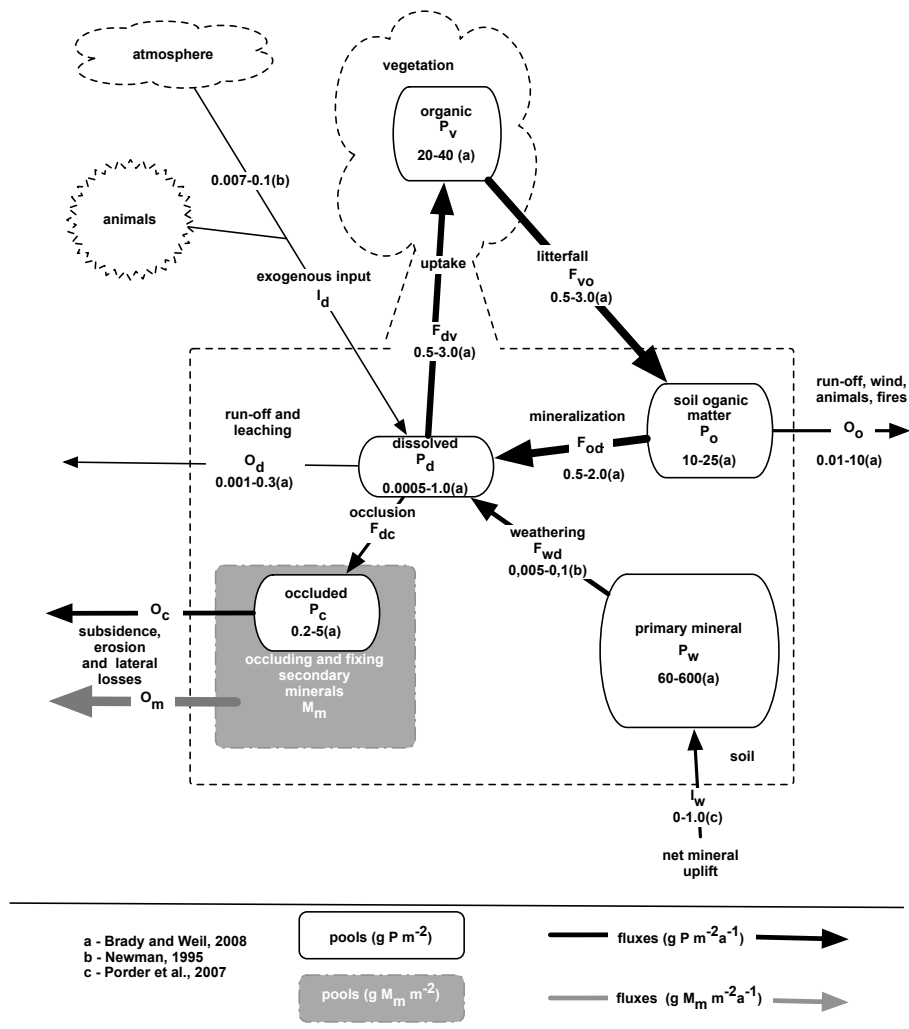 atmosphere
vegetation
organic
P_v
20-40 (a)
0.007-0.1(b)
animals
exogenous input
I_d
uptake
litterfall
F_vo
0.5-3.0(a)
F_dv
0.5-3.0(a)
run-off and
leaching
O_d
0.001-0.3(a)
dissolved
P_d
0.0005-1.0(a)
mineralization
F_od
0.5-2.0(a)
soil oganic
matter
P_o
10-25(a)
run-off, wind,
animals, fires
O_o
0.01-10(a)
occlusion
F_dc
weathering
F_wd
0,005-0,1(b)
occluded
P_c
0.2-5(a)
occluding and fixing
secondary
minerals
M_m
O_c
subsidence,
erosion
and lateral
losses
O_m
primary mineral
P_w
60-600(a)
soil
I_w
0-1.0(c)
net mineral
uplift
a - Brady and Weil, 2008
b - Newman, 1995
c - Porder et al., 2007
pools (g P m⁻²)
pools (g M_m m⁻²)
fluxes (g P m⁻²a⁻¹)
fluxes (g M_m m⁻²a⁻¹)